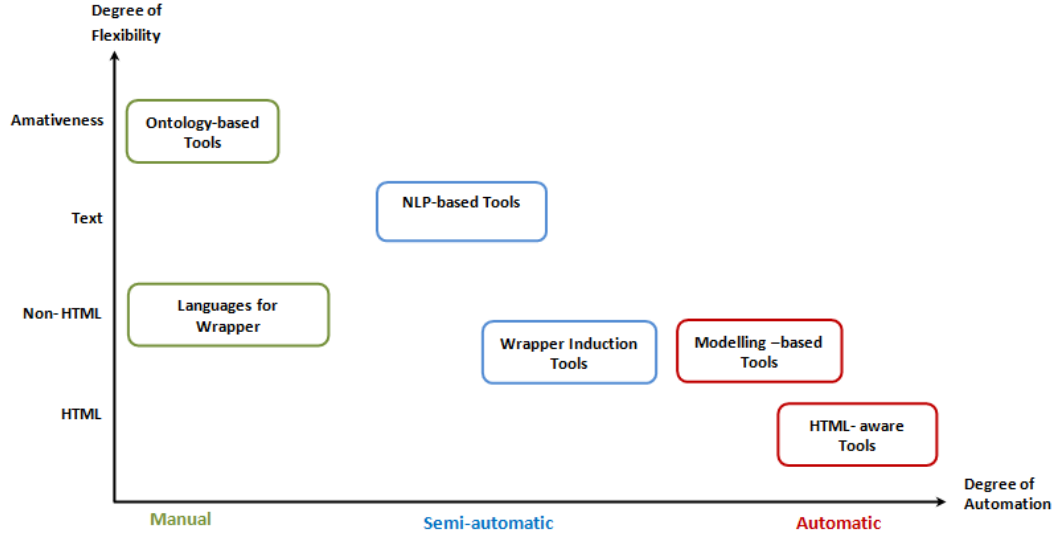 Degree of
Flexibility
Amativeness
Ontology-based
Tools
NLP-based Tools
Text
Non- HTML
Languages for
Wrapper
Wrapper Induction
Tools
Modelling –based
Tools
HTML
HTML- aware
Tools
Degree of
Automation
Manual
Semi-automatic
Automatic